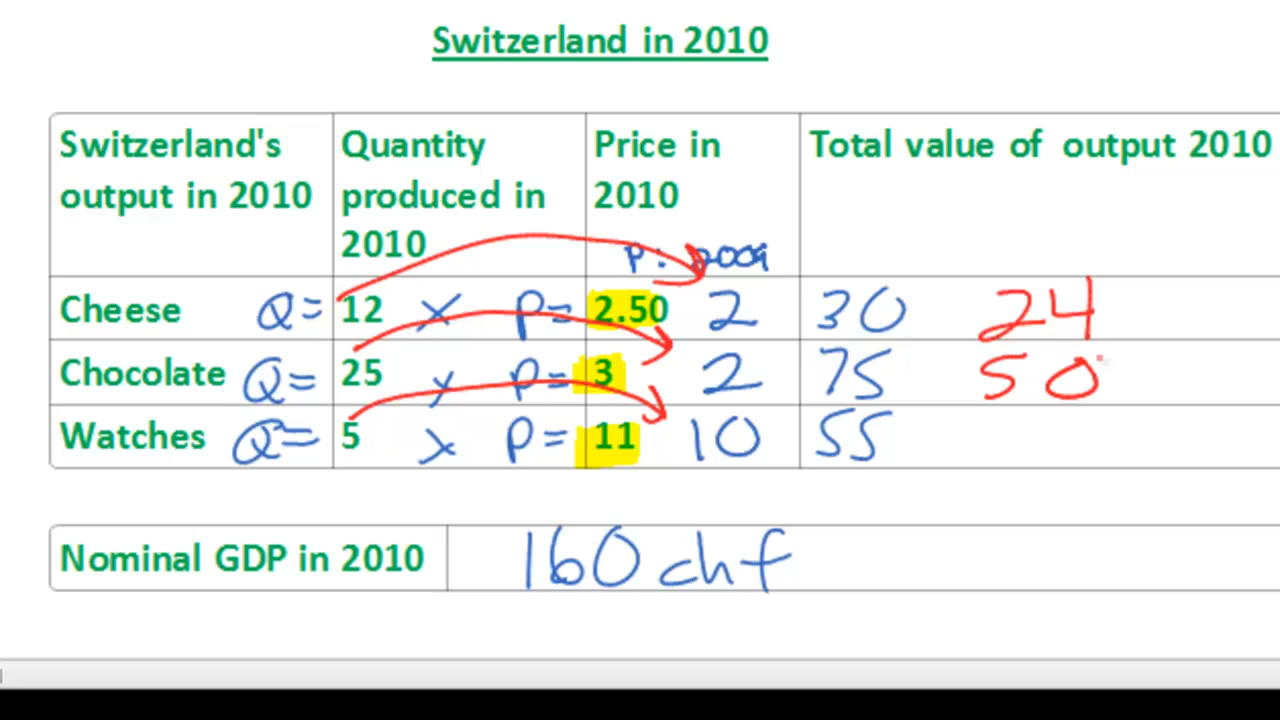 Switzerland in 2010
Switzerland's output in 2010 Quantity produced in 2010 Price in 2010 Total value of output 2010
P: 2009
Cheese Q= 12 x P= 2.50 2 30 24
Chocolate Q= 25 x P= 3 2 75 50
Watches Q= 5 x P= 11 10 55
Nominal GDP in 2010 160 chf